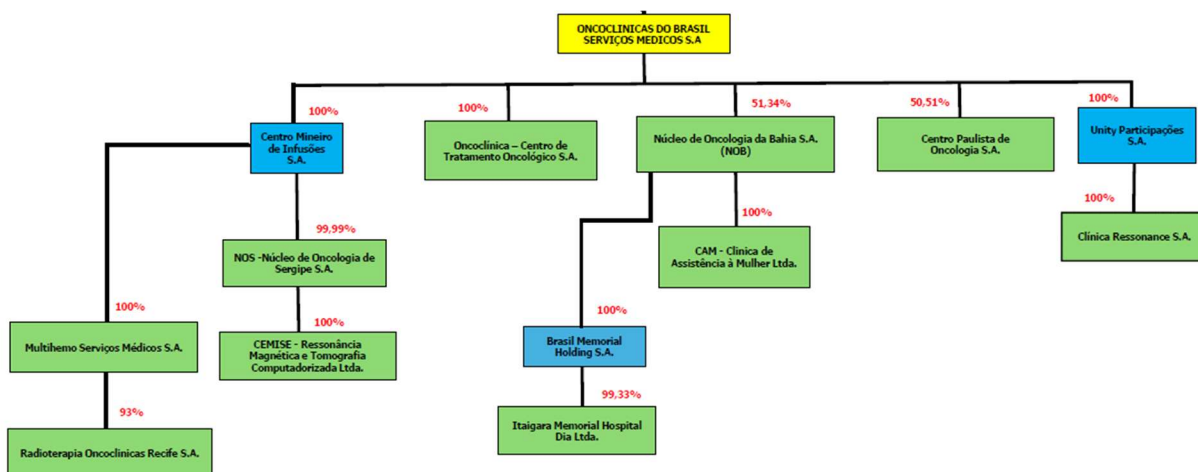 ONCOCLINICAS DO BRASIL
SERVIÇOS MEDICOS S.A
100%
Centro Mineiro
de Infusões
S.A.
100%
Oncoclínica – Centro de
Tratamento Oncológico S.A.
51,34%
Núcleo de Oncologia da Bahia S.A.
(NOB)
50,51%
Centro Paulista de
Oncologia S.A.
100%
Unity Participações
S.A.
99,99%
NOS -Núcleo de Oncologia de
Sergipe S.A.
100%
CAM - Clinica de
Assistência à Mulher Ltda.
100%
Clínica Ressonance S.A.
100%
Multihemo Serviços Médicos S.A.
100%
CEMISE - Ressonância
Magnética e Tomografia
Computadorizada Ltda.
100%
Brasil Memorial
Holding S.A.
93%
Radioterapia Oncoclinicas Recife S.A.
99,33%
Itaigara Memorial Hospital
Dia Ltda.